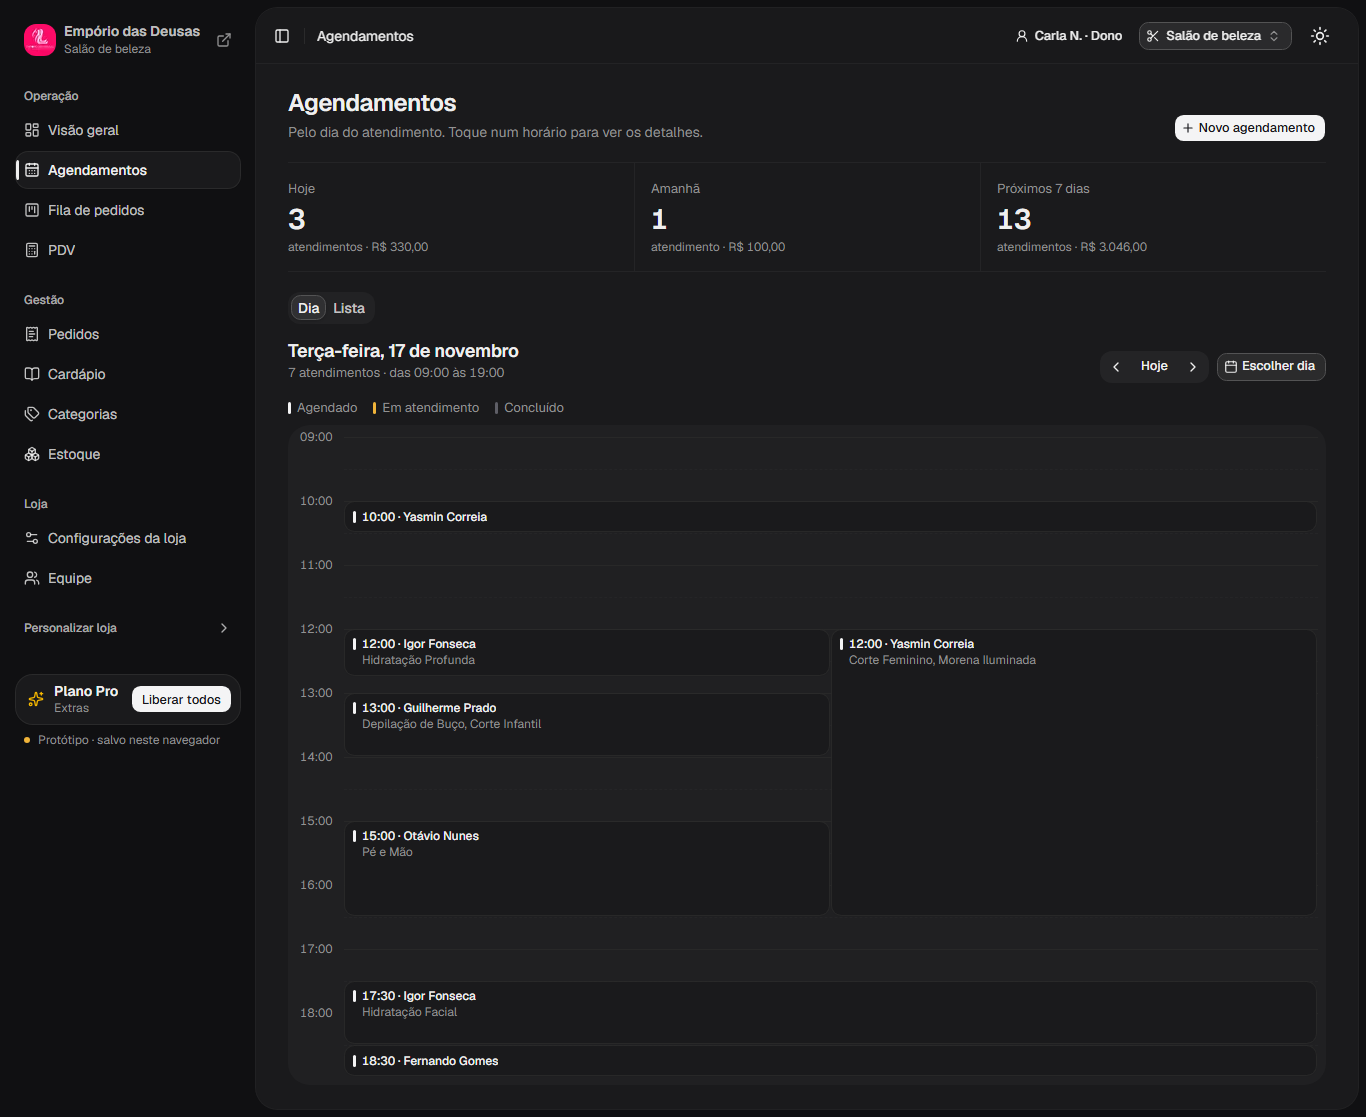 Empório das Deusas
Salão de beleza
Operação
Visão geral
Agendamentos
Fila de pedidos
PDV
Gestão
Pedidos
Cardápio
Categorias
Estoque
Loja
Configurações da loja
Equipe
Personalizar loja
Plano Pro
Extras
Liberar todos
Protótipo · salvo neste navegador
Agendamentos
Carla N. · Dono
Salão de beleza
Agendamentos
Pelo dia do atendimento. Toque num horário para ver os detalhes.
+ Novo agendamento
Hoje
3
atendimentos · R$ 330,00
Amanhã
1
atendimento · R$ 100,00
Próximos 7 dias
13
atendimentos · R$ 3.046,00
Dia
Lista
Terça-feira, 17 de novembro
7 atendimentos · das 09:00 às 19:00
Hoje
Escolher dia
Agendado
Em atendimento
Concluído
09:00
10:00
10:00 · Yasmin Correia
11:00
12:00
12:00 · Igor Fonseca
Hidratação Profunda
12:00 · Yasmin Correia
Corte Feminino, Morena Iluminada
13:00
13:00 · Guilherme Prado
Depilação de Buço, Corte Infantil
14:00
15:00
15:00 · Otávio Nunes
Pé e Mão
16:00
17:00
17:30 · Igor Fonseca
Hidratação Facial
18:00
18:30 · Fernando Gomes